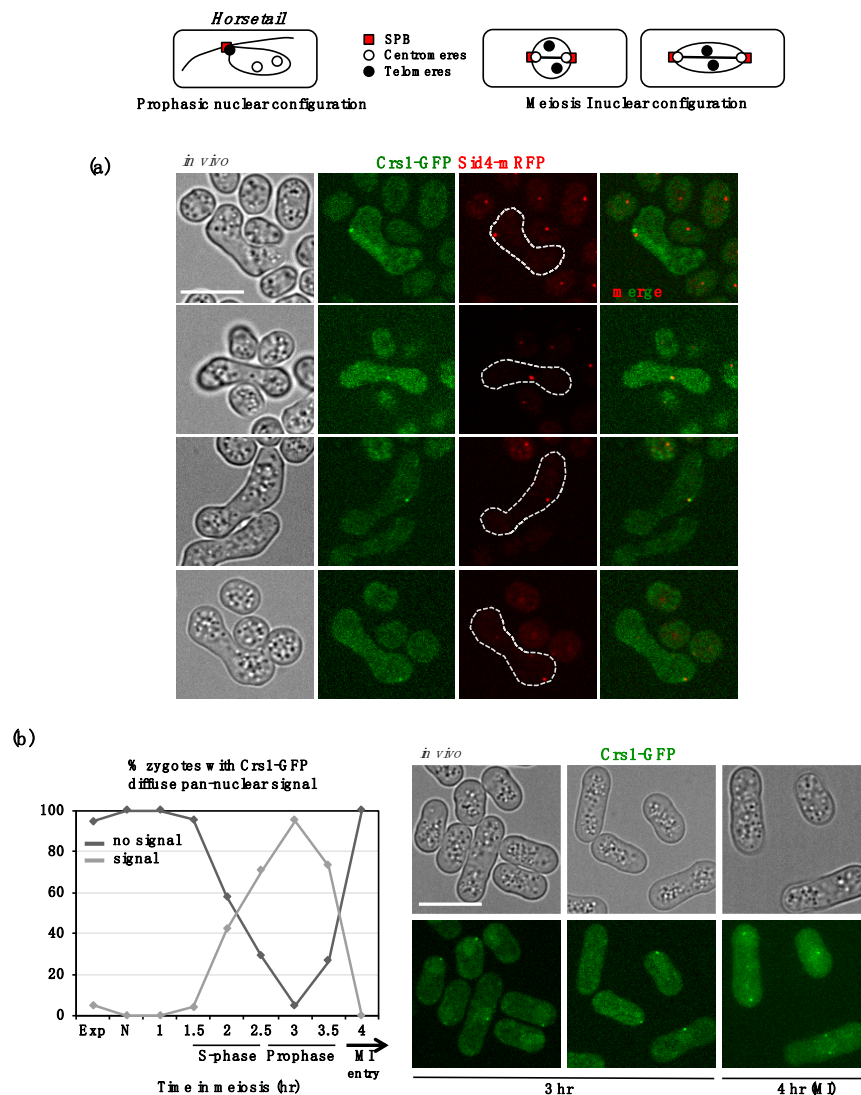 Horsetail
SPB
Centromeres
Telomeres
Prophasic nuclear configuration
Meiosis I nuclear configuration
(a)
in vivo
Crs1-GFP Sid4-mRFP
merge
(b)
% zygotes with Crs1-GFP
diffuse pan-nuclear signal
100
80
60
40
20
0
no signal
signal
Exp N 1 1.5 2 2.5 3 3.5 4
S-phase Prophase MI
entry
Time in meiosis (hr)
in vivo
Crs1-GFP
3 hr
4 hr (MI)